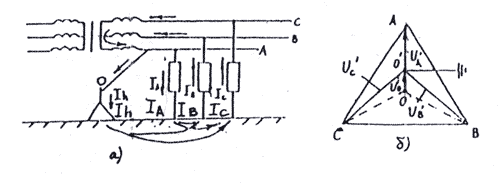 C
B
A
O
I_h
I_h
I_A
I_B
I_C
а)
A
U_C'
O'
U_A'
U_0
O
U_B'
C
B
б)